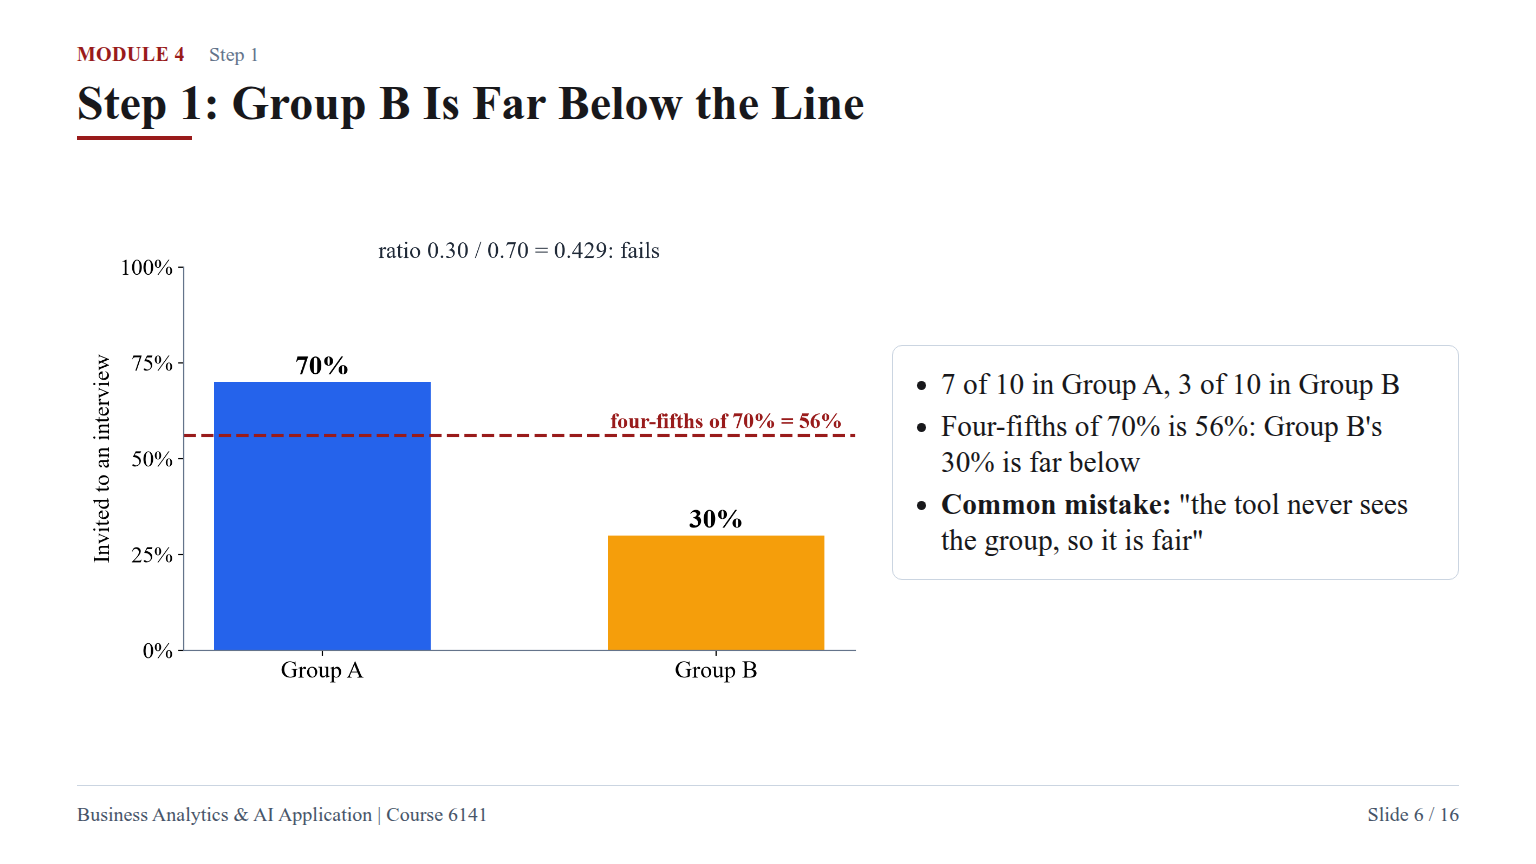 MODULE 4 Step 1
Step 1: Group B Is Far Below the Line
ratio 0.30 / 0.70 = 0.429: fails
100%
75%
50%
25%
0%
Invited to an interview
70%
four-fifths of 70% = 56%
30%
Group A
Group B
• 7 of 10 in Group A, 3 of 10 in Group B
• Four-fifths of 70% is 56%: Group B's
30% is far below
• Common mistake: "the tool never sees
the group, so it is fair"
Business Analytics & AI Application | Course 6141
Slide 6 / 16